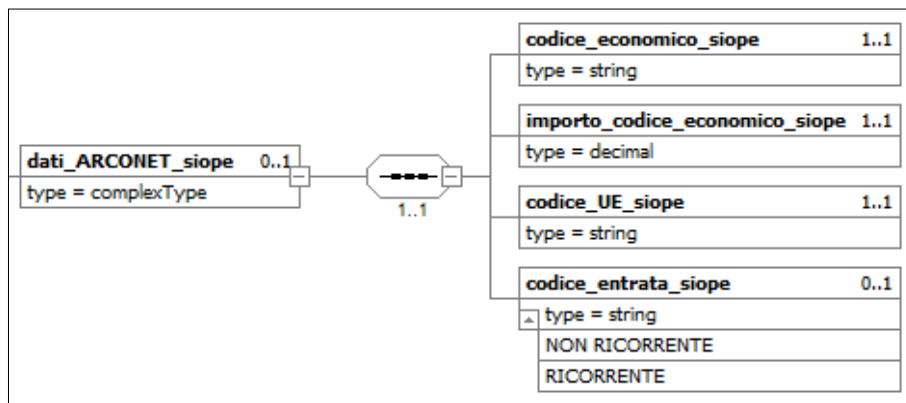 dati_ARCONET_siope 0..1
type = complexType
1..1
codice_economico_siope 1..1
type = string
importo_codice_economico_siope 1..1
type = decimal
codice_UE_siope 1..1
type = string
codice_entrata_siope 0..1
type = string
NON RICORRENTE
RICORRENTE